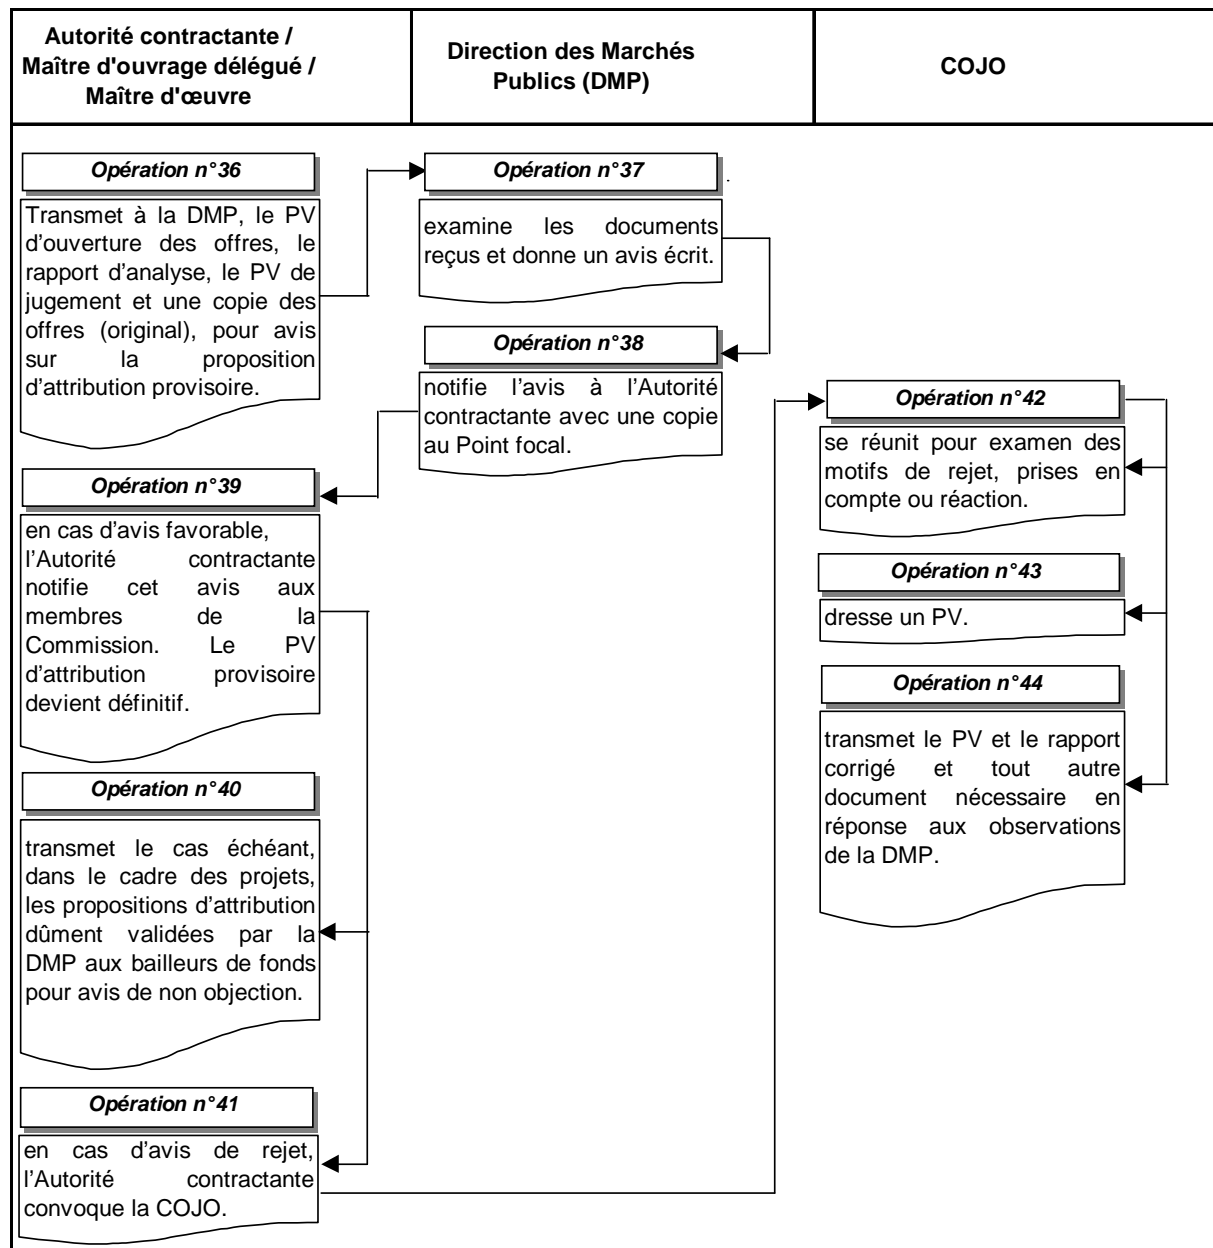 Autorité contractante /
Maître d'ouvrage délégué /
Maître d'œuvre
Direction des Marchés
Publics (DMP)
COJO
Opération n°36
Transmet à la DMP, le PV
d’ouverture des offres, le
rapport d’analyse, le PV de
jugement et une copie des
offres (original), pour avis
sur la proposition
d’attribution provisoire.
Opération n°37
examine les documents
reçus et donne un avis écrit.
Opération n°38
notifie l’avis à l’Autorité
contractante avec une copie
au Point focal.
Opération n°39
en cas d’avis favorable,
l’Autorité contractante
notifie cet avis aux
membres de la
Commission. Le PV
d’attribution provisoire
devient définitif.
Opération n°40
transmet le cas échéant,
dans le cadre des projets,
les propositions d’attribution
dûment validées par la
DMP aux bailleurs de fonds
pour avis de non objection.
Opération n°41
en cas d’avis de rejet,
l’Autorité contractante
convoque la COJO.
Opération n°42
se réunit pour examen des
motifs de rejet, prises en
compte ou réaction.
Opération n°43
dresse un PV.
Opération n°44
transmet le PV et le rapport
corrigé et tout autre
document nécessaire en
réponse aux observations
de la DMP.